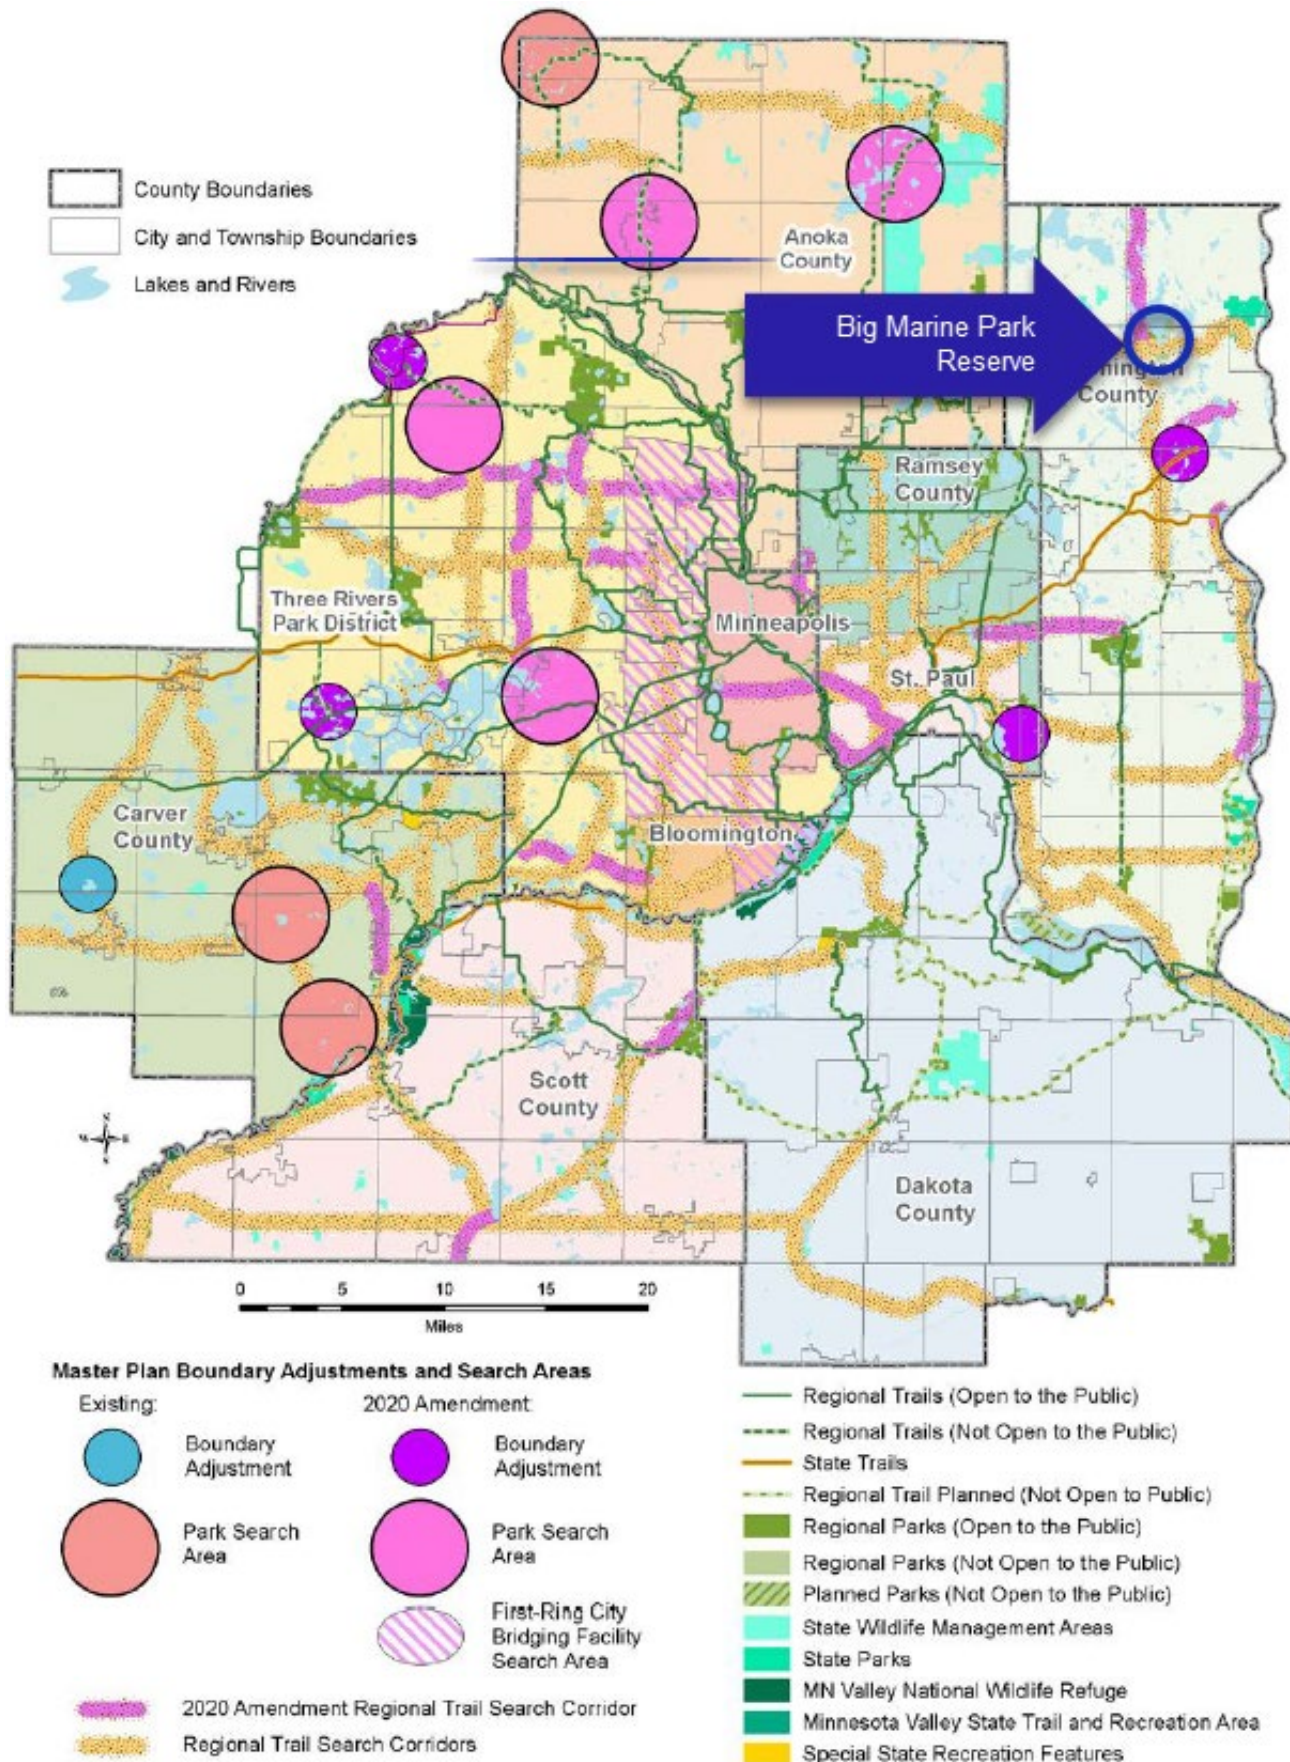 County Boundaries
City and Township Boundaries
Lakes and Rivers
Anoka
County
Big Marine Park
Reserve
County
Ramsey
County
Three Rivers
Park District
Minneapolis
St. Paul
Carver
County
Bloomington
Scott
County
Dakota
County
0 5 10 15 20
Miles
Master Plan Boundary Adjustments and Search Areas
Existing:
Boundary
Adjustment
Park Search
Area
2020 Amendment:
Boundary
Adjustment
Park Search
Area
First-Ring City
Bridging Facility
Search Area
2020 Amendment Regional Trail Search Corridor
Regional Trail Search Corridors
Regional Trails (Open to the Public)
Regional Trails (Not Open to the Public)
State Trails
Regional Trail Planned (Not Open to Public)
Regional Parks (Open to the Public)
Regional Parks (Not Open to the Public)
Planned Parks (Not Open to the Public)
State Wildlife Management Areas
State Parks
MN Valley National Wildlife Refuge
Minnesota Valley State Trail and Recreation Area
Special State Recreation Features